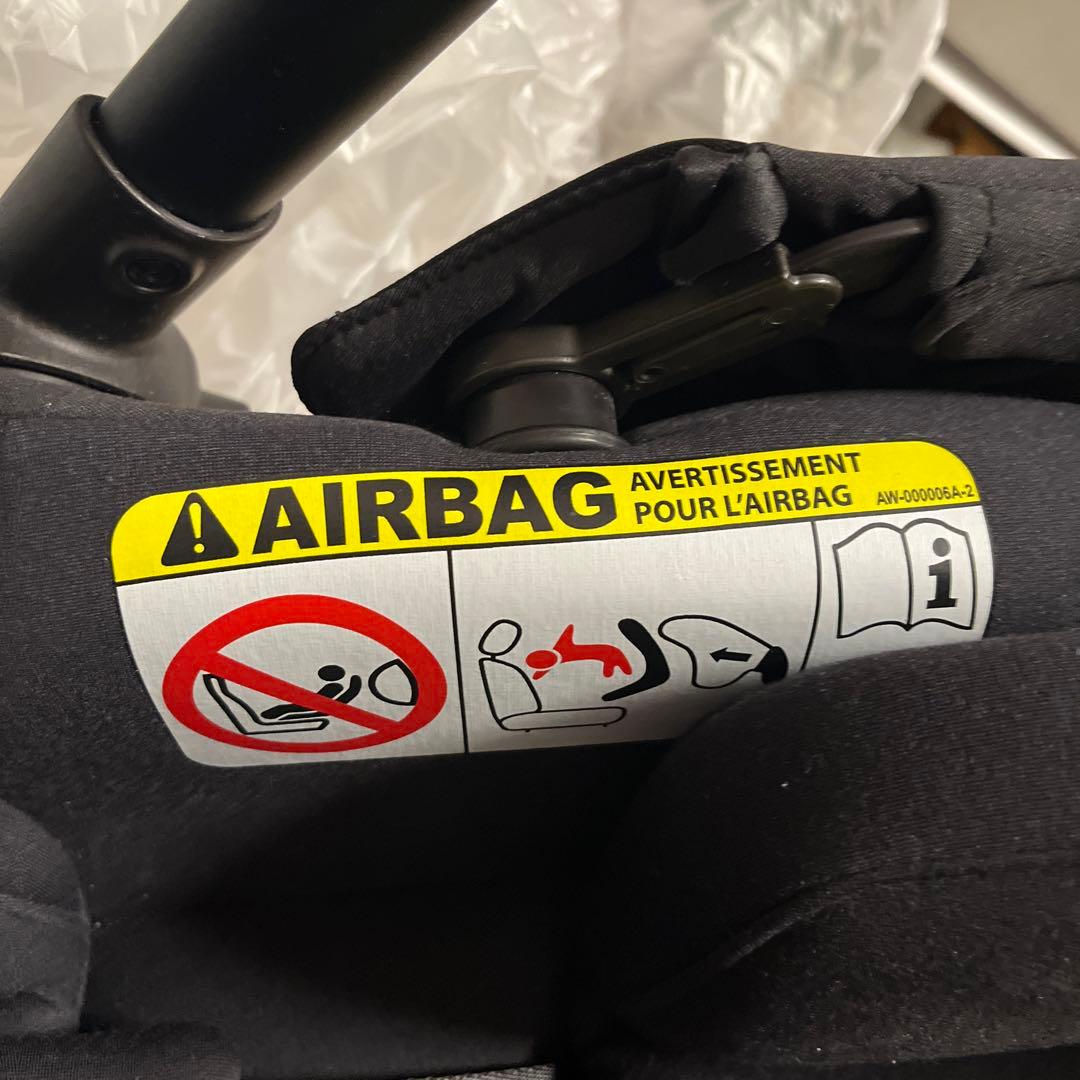 AIRBAG
AVERTISSEMENT
POUR L'AIRBAG
AW-000006A-2
i